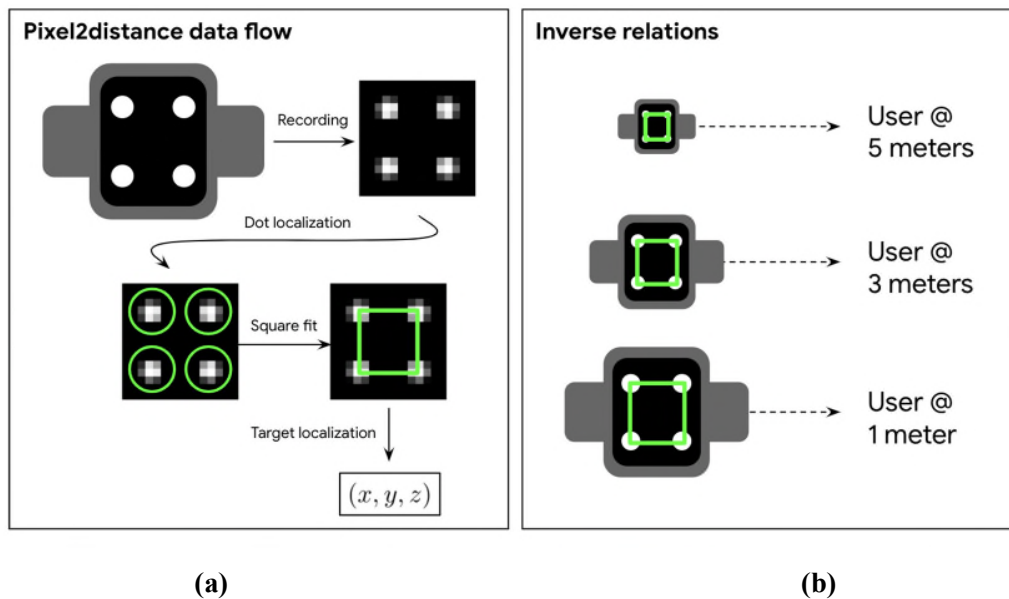 Pixel2distance data flow
Recording
Dot localization
Square fit
Target localization
(x, y, z)
Inverse relations
User @
5 meters
User @
3 meters
User @
1 meter
(a)
(b)